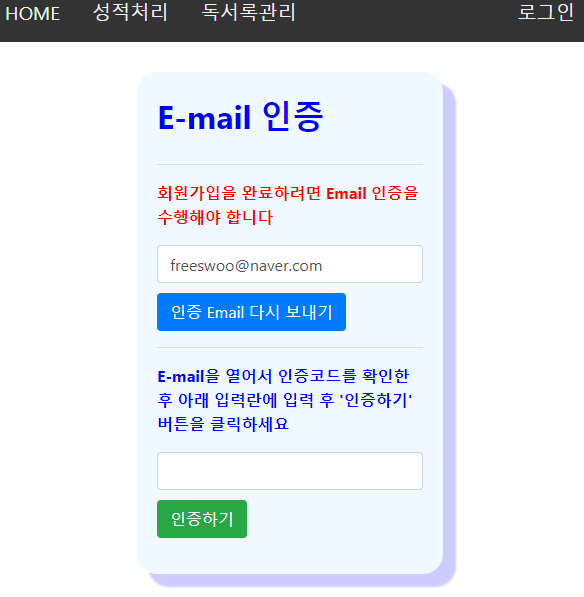 HOME 성적처리 독서록관리 로그인
E-mail 인증
회원가입을 완료하려면 Email 인증을
수행해야 합니다
freeswoo@naver.com
인증 Email 다시 보내기
E-mail을 열어서 인증코드를 확인한
후 아래 입력란에 입력 후 '인증하기'
버튼을 클릭하세요
인증하기